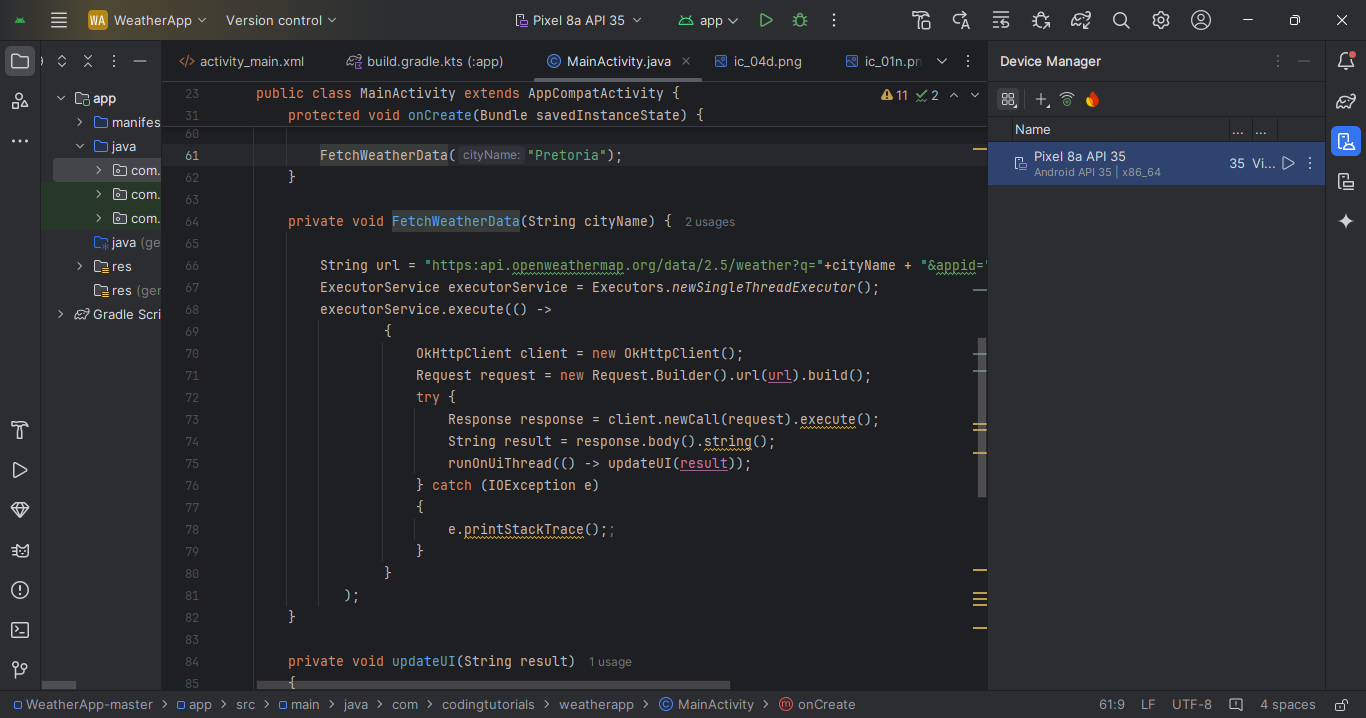 WA WeatherApp Version control Pixel 8a API 35 app
activity_main.xml build.gradle.kts (:app) MainActivity.java ic_04d.png ic_01n.pn
Device Manager
app
manifes
java
com.
com.
com.
java (ge
res
res (ger
Gradle Scri
23 public class MainActivity extends AppCompatActivity {
11 2
31 protected void onCreate(Bundle savedInstanceState) {
60
61 FetchWeatherData( cityName: "Pretoria");
62 }
63
64 private void FetchWeatherData(String cityName) { 2 usages
65
66 String url = "https:api.openweathermap.org/data/2.5/weather?q="+cityName + "&appid="
67 ExecutorService executorService = Executors.newSingleThreadExecutor();
68 executorService.execute(() ->
69 {
70 OkHttpClient client = new OkHttpClient();
71 Request request = new Request.Builder().url(url).build();
72 try {
73 Response response = client.newCall(request).execute();
74 String result = response.body().string();
75 runOnUiThread(() -> updateUI(result));
76 } catch (IOException e)
77 {
78 e.printStackTrace();;
79 }
80 }
81 );
82 }
83
84 private void updateUI(String result) 1 usage
85 {
Name ... ...
Pixel 8a API 35 35 Vi...
Android API 35 | x86_64
WeatherApp-master > app > src > main > java > com > codingtutorials > weatherapp > MainActivity > onCreate 61:9 LF UTF-8 4 spaces